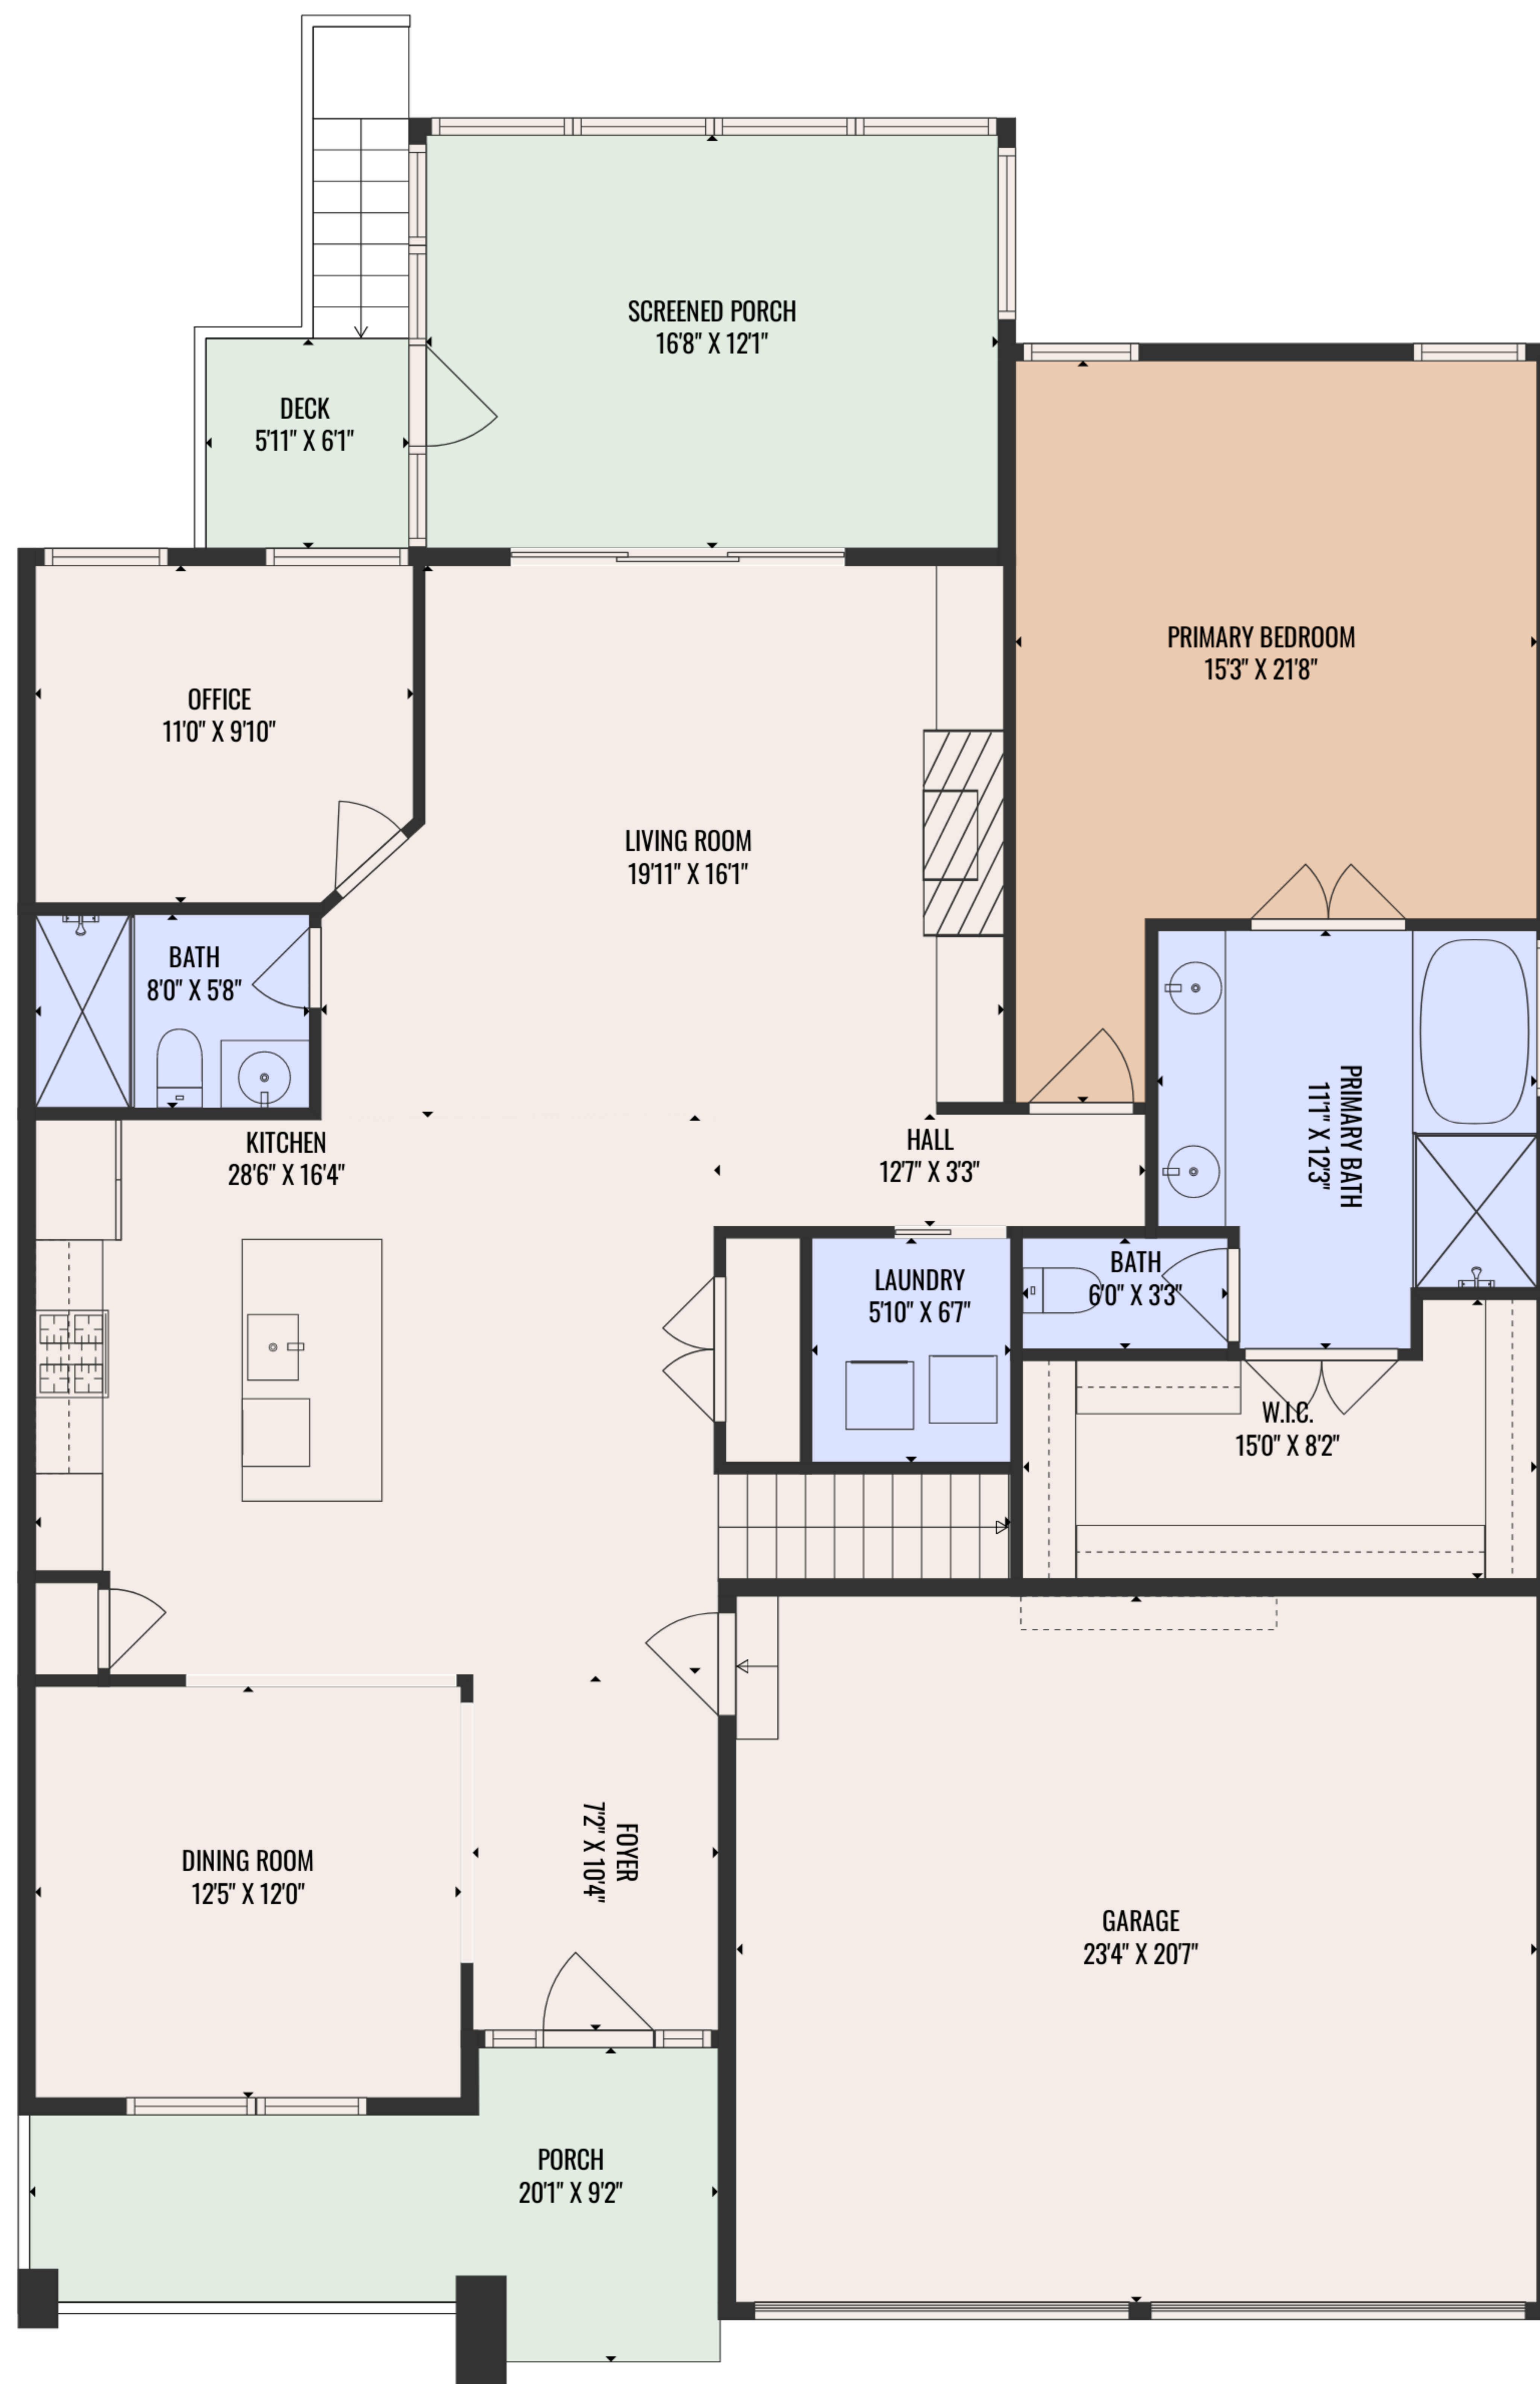 SCREENED PORCH
16'8" X 12'1"
DECK
5'11" X 6'1"
PRIMARY BEDROOM
15'3" X 21'8"
OFFICE
11'0" X 9'10"
LIVING ROOM
19'11" X 16'1"
BATH
8'0" X 5'8"
PRIMARY BATH
11'1" X 12'3"
KITCHEN
28'6" X 16'4"
HALL
12'7" X 3'3"
LAUNDRY
5'10" X 6'7"
BATH
6'0" X 3'3"
W.I.C.
15'0" X 8'2"
FOYER
7'2" X 10'4"
DINING ROOM
12'5" X 12'0"
GARAGE
23'4" X 20'7"
PORCH
20'1" X 9'2"